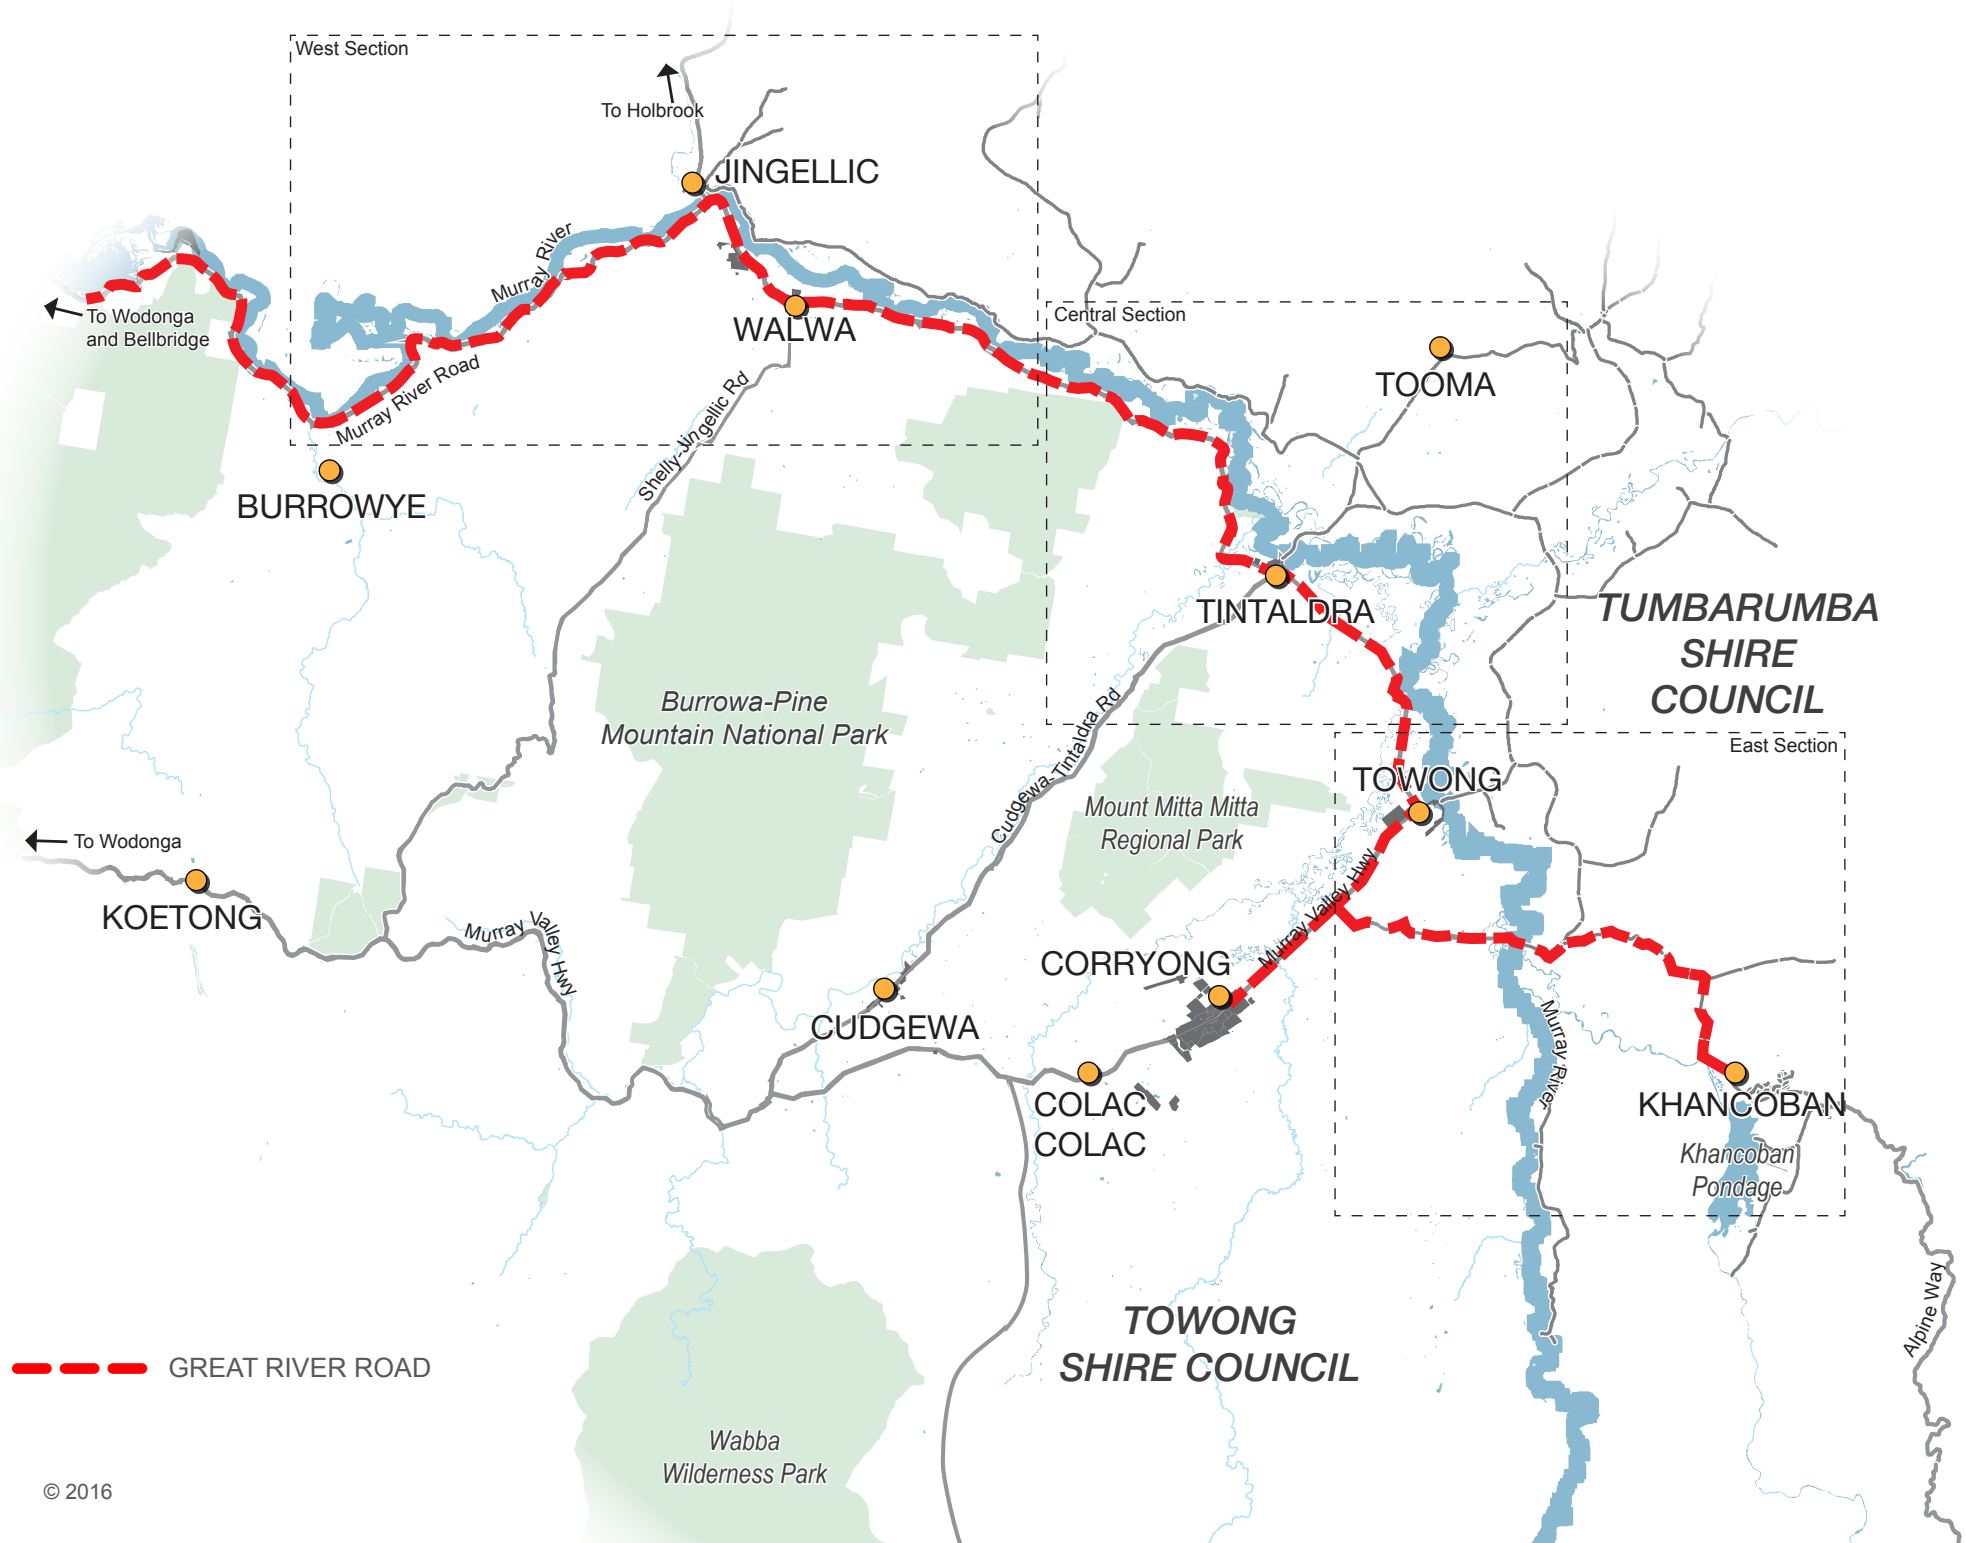 West Section
To Holbrook
JINGELLIC
Murray River
To Wodonga
and Bellbridge
WALWA
Central Section
TOOMA
Murray River Road
Shelly-Jingellic Rd
BURROWYE
TINTALDRA
TUMBARUMBA
SHIRE
COUNCIL
Burrowa-Pine
Mountain National Park
Cudgewa-Tintaldra Rd
East Section
TOWONG
Mount Mitta Mitta
Regional Park
To Wodonga
KOETONG
Murray Valley Hwy
Murray Valley Hwy
CORRYONG
CUDGEWA
Murray River
COLAC
COLAC
KHANCOBAN
Khancoban
Pondage
TOWONG
SHIRE COUNCIL
Alpine Way
GREAT RIVER ROAD
Wabba
Wilderness Park
© 2016